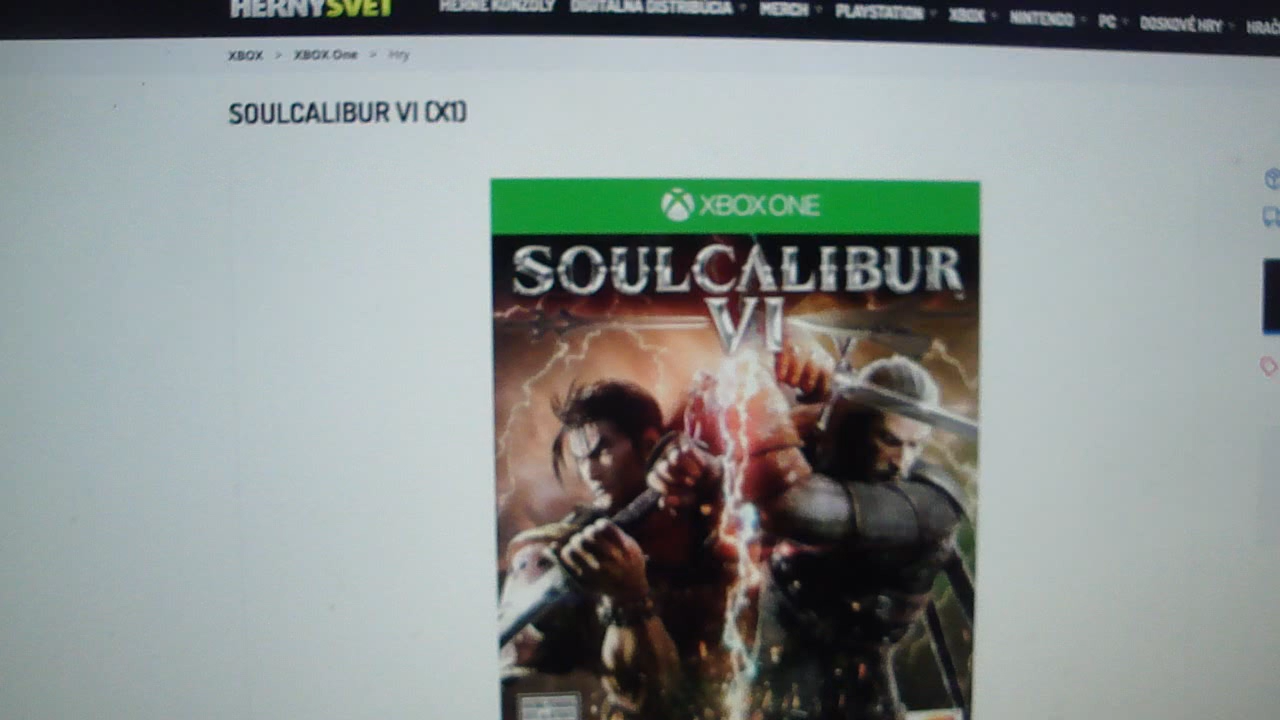 HERNÝSVET
HERNÉ KONZOLY DIGITÁLNA DISTRIBÚCIA MERCH PLAYSTATION XBOX NINTENDO PC DOSKOVÉ HRY
XBOX > XBOX One > Hry
SOULCALIBUR VI (X1)
XBOX ONE
SOULCALIBUR
VI